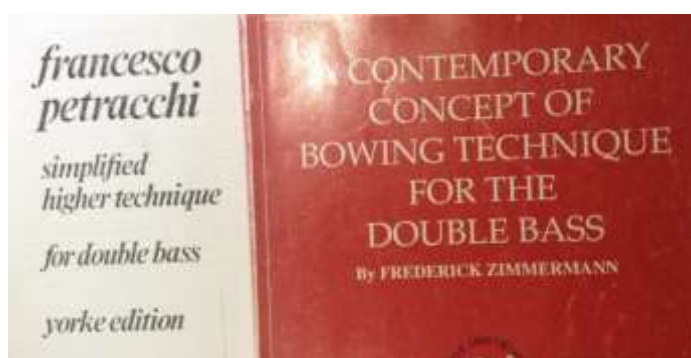 francesco
petracchi
simplified
higher technique
for double bass
yorke edition
A CONTEMPORARY
CONCEPT OF
BOWING TECHNIQUE
FOR THE
DOUBLE BASS
By FREDERICK ZIMMERMANN